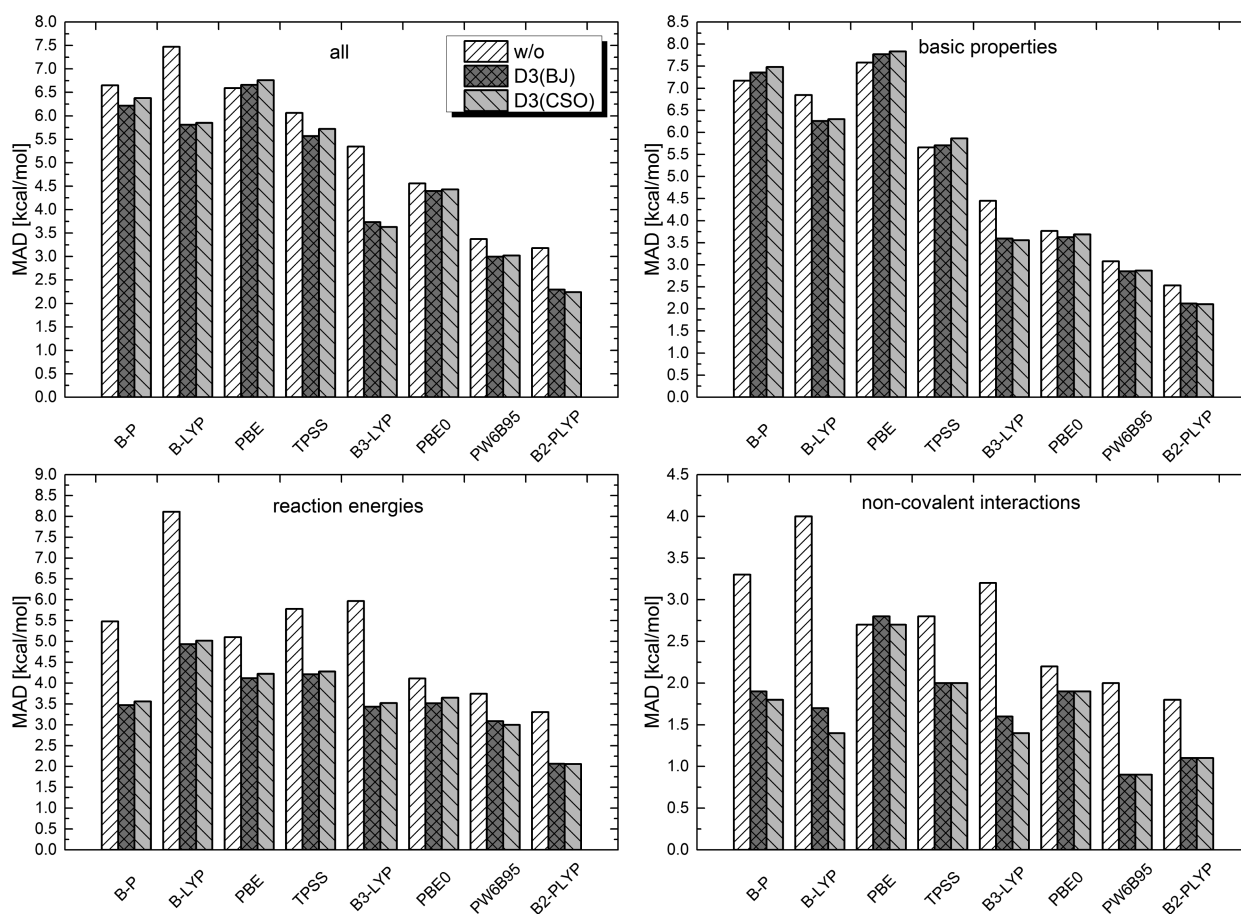 all
w/o
D3(BJ)
D3(CSO)
MAD [kcal/mol]
8.0
7.5
7.0
6.5
6.0
5.5
5.0
4.5
4.0
3.5
3.0
2.5
2.0
1.5
1.0
0.5
0.0
B-P
B-LYP
PBE
TPSS
B3-LYP
PBE0
PW6B95
B2-PLYP
basic properties
MAD [kcal/mol]
8.5
8.0
7.5
7.0
6.5
6.0
5.5
5.0
4.5
4.0
3.5
3.0
2.5
2.0
1.5
1.0
0.5
0.0
B-P
B-LYP
PBE
TPSS
B3-LYP
PBE0
PW6B95
B2-PLYP
reaction energies
MAD [kcal/mol]
9.0
8.5
8.0
7.5
7.0
6.5
6.0
5.5
5.0
4.5
4.0
3.5
3.0
2.5
2.0
1.5
1.0
0.5
0.0
B-P
B-LYP
PBE
TPSS
B3-LYP
PBE0
PW6B95
B2-PLYP
non-covalent interactions
MAD [kcal/mol]
4.5
4.0
3.5
3.0
2.5
2.0
1.5
1.0
0.5
0.0
B-P
B-LYP
PBE
TPSS
B3-LYP
PBE0
PW6B95
B2-PLYP